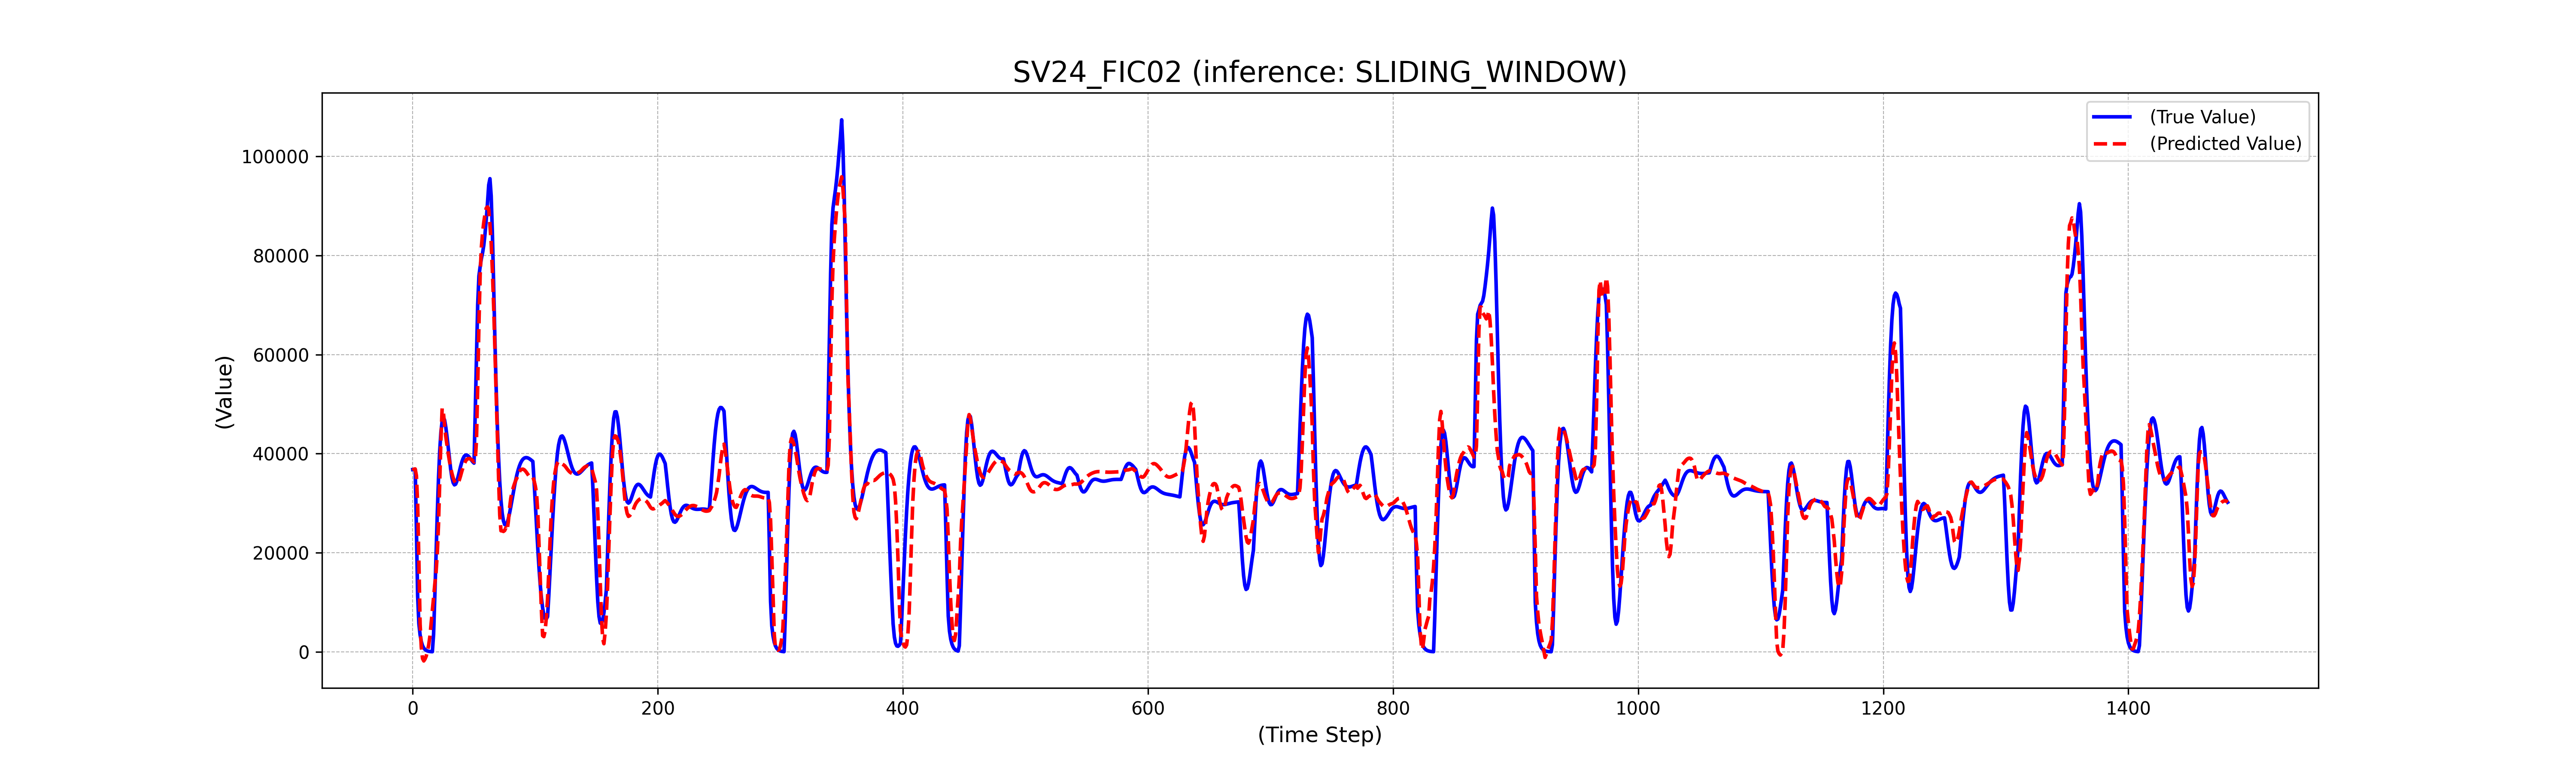 SV24_FIC02 (inference: SLIDING_WINDOW)
(True Value)
(Predicted Value)
(Value)
100000
80000
60000
40000
20000
0
0 200 400 600 800 1000 1200 1400
(Time Step)